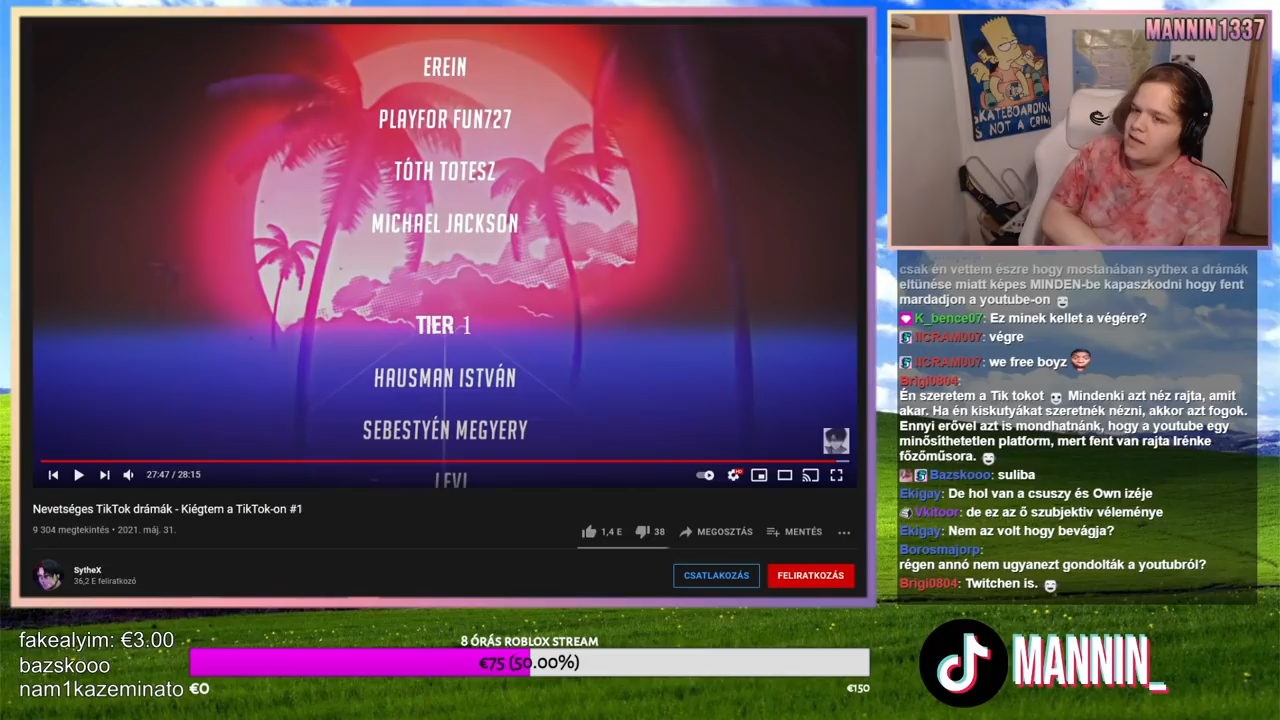 EREIN
PLAYFOR FUN727
TÓTH TOTESZ
MICHAEL JACKSON
TIER 1
HAUSMAN ISTVÁN
SEBESTYÉN MEGYERY
LEVI
27:47 / 28:15
HD
Nevetséges TikTok drámák - Kiégtem a TikTok-on #1
9 304 megtekintés • 2021. máj. 31.
1,4 E
38
MEGOSZTÁS
MENTÉS
SytheX
36,2 E feliratkozó
CSATLAKOZÁS
FELIRATKOZÁS
MANNIN1337
SKATEBOARDING
IS NOT A CRIM
csak én vettem észre hogy mostanában sythex a drámák
eltünése miatt képes MINDEN-be kapaszkodni hogy fent
mardadjon a youtube-on
K_bence07: Ez minek kellet a végére?
IICRAM007: végre
IICRAM007: we free boyz
Brigi0804:
Én szeretem a Tik tokot Mindenki azt néz rajta, amit
akar. Ha én kiskutyákat szeretnék nézni, akkor azt fogok.
Ennyi erővel azt is mondhatnánk, hogy a youtube egy
minősíthetetlen platform, mert fent van rajta Irénke
főzőműsora.
Bazskooo: suliba
Ekigay: De hol van a csuszy és Own izéje
Vkitoor: de ez az ő szubjektiv véleménye
Ekigay: Nem az volt hogy bevágja?
Borosmajorp:
régen annó nem ugyanezt gondolták a youtubról?
Brigi0804: Twitchen is.
fakealyim: €3.00
bazskooo
nam1kazeminato
8 ÓRÁS ROBLOX STREAM
€75 (50.00%)
€0
€150
MANNIN_